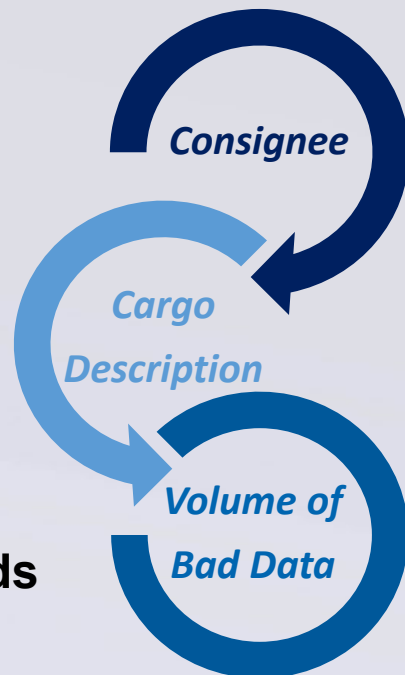 Consignee
Cargo
Description
Volume of
Bad Data
ds